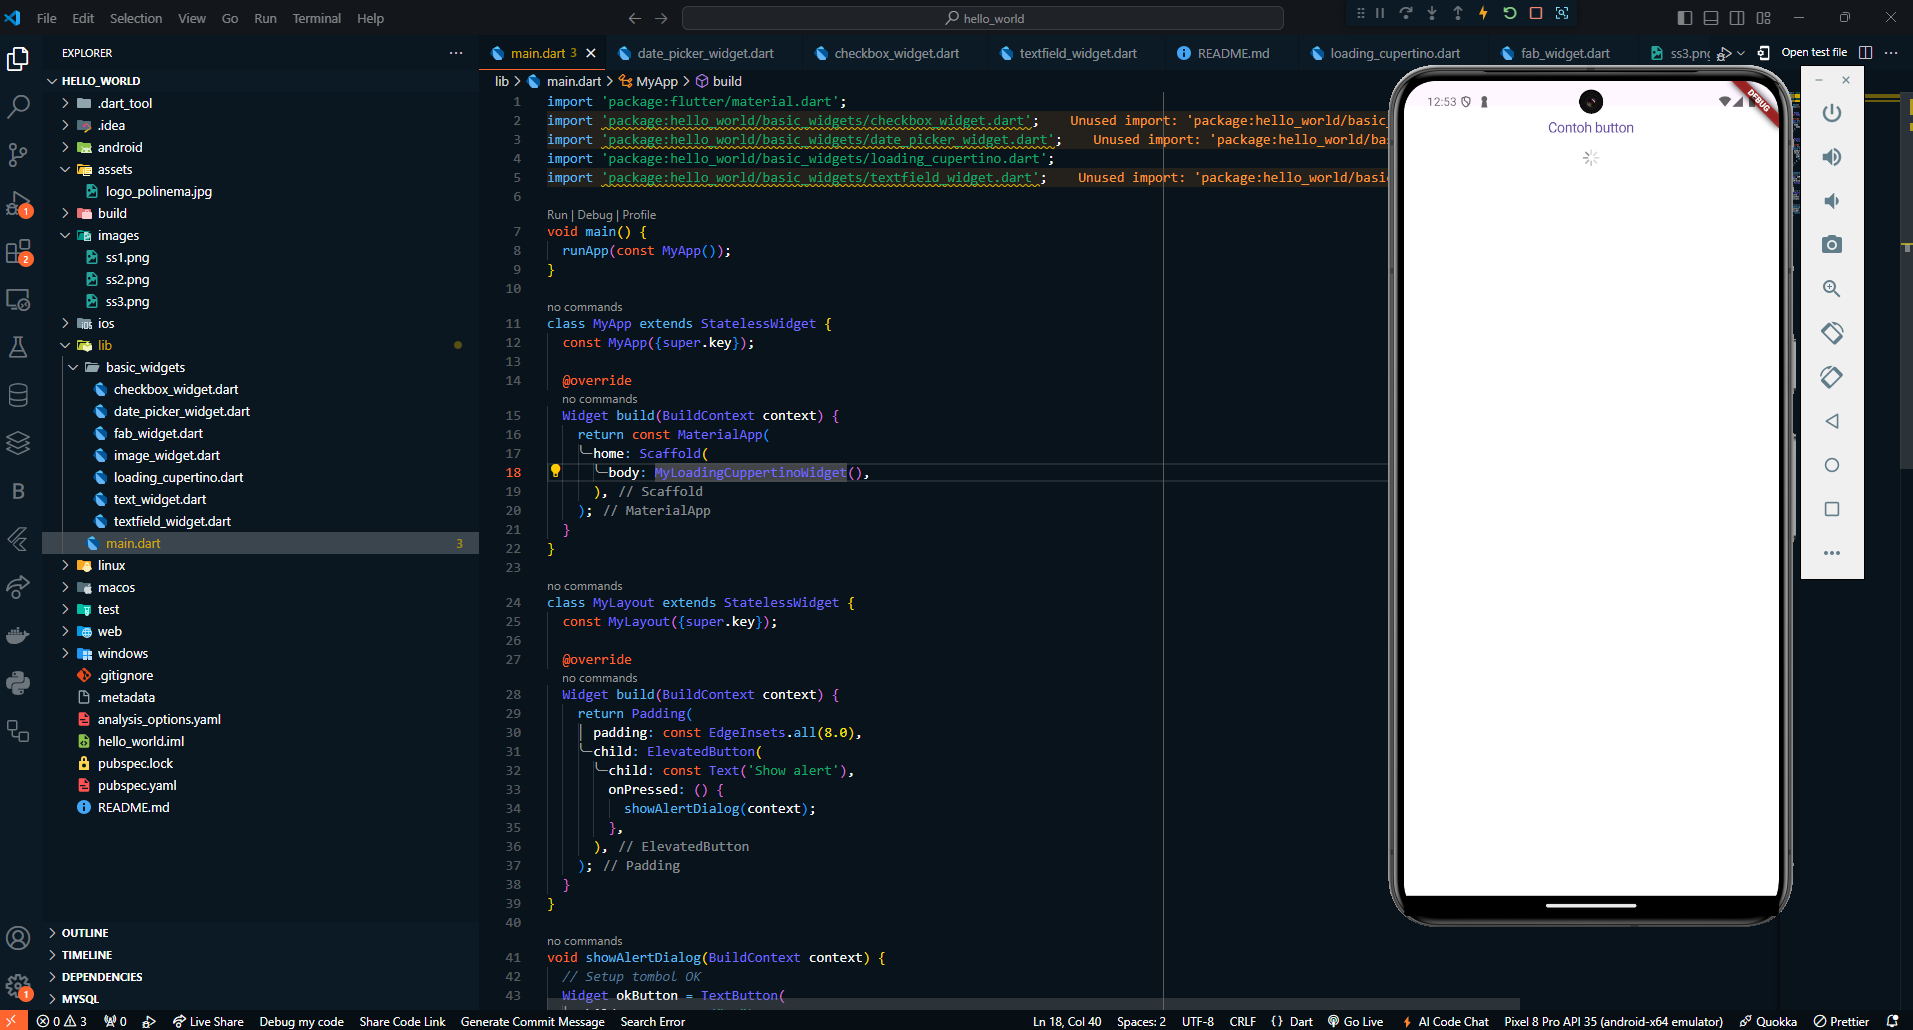 File Edit Selection View Go Run Terminal Help
hello_world
EXPLORER
HELLO_WORLD
.dart_tool
.idea
android
assets
logo_polinema.jpg
build
images
ss1.png
ss2.png
ss3.png
ios
lib
basic_widgets
checkbox_widget.dart
date_picker_widget.dart
fab_widget.dart
image_widget.dart
loading_cupertino.dart
text_widget.dart
textfield_widget.dart
main.dart 3
linux
macos
test
web
windows
.gitignore
.metadata
analysis_options.yaml
hello_world.iml
pubspec.lock
pubspec.yaml
README.md
OUTLINE
TIMELINE
DEPENDENCIES
MYSQL
1
2
1
main.dart 3 date_picker_widget.dart checkbox_widget.dart textfield_widget.dart README.md loading_cupertino.dart fab_widget.dart ss3.png Open test file
lib > main.dart > MyApp > build
1 import 'package:flutter/material.dart';
2 import 'package:hello_world/basic_widgets/checkbox_widget.dart'; Unused import: 'package:hello_world/basic_
3 import 'package:hello_world/basic_widgets/date_picker_widget.dart'; Unused import: 'package:hello_world/ba
4 import 'package:hello_world/basic_widgets/loading_cupertino.dart';
5 import 'package:hello_world/basic_widgets/textfield_widget.dart'; Unused import: 'package:hello_world/basic
6
Run | Debug | Profile
7 void main() {
8 runApp(const MyApp());
9 }
10
no commands
11 class MyApp extends StatelessWidget {
12 const MyApp({super.key});
13
14 @override
no commands
15 Widget build(BuildContext context) {
16 return const MaterialApp(
17 home: Scaffold(
18 body: MyLoadingCuppertinoWidget(),
19 ), // Scaffold
20 ); // MaterialApp
21 }
22 }
23
no commands
24 class MyLayout extends StatelessWidget {
25 const MyLayout({super.key});
26
27 @override
no commands
28 Widget build(BuildContext context) {
29 return Padding(
30 padding: const EdgeInsets.all(8.0),
31 child: ElevatedButton(
32 child: const Text('Show alert'),
33 onPressed: () {
34 showAlertDialog(context);
35 },
36 ), // ElevatedButton
37 ); // Padding
38 }
39 }
40
no commands
41 void showAlertDialog(BuildContext context) {
42 // Setup tombol OK
43 Widget okButton = TextButton(
12:53
DEBUG
Contoh button
0 3 0 Live Share Debug my code Share Code Link Generate Commit Message Search Error Ln 18, Col 40 Spaces: 2 UTF-8 CRLF {} Dart Go Live AI Code Chat Pixel 8 Pro API 35 (android-x64 emulator) Quokka Prettier